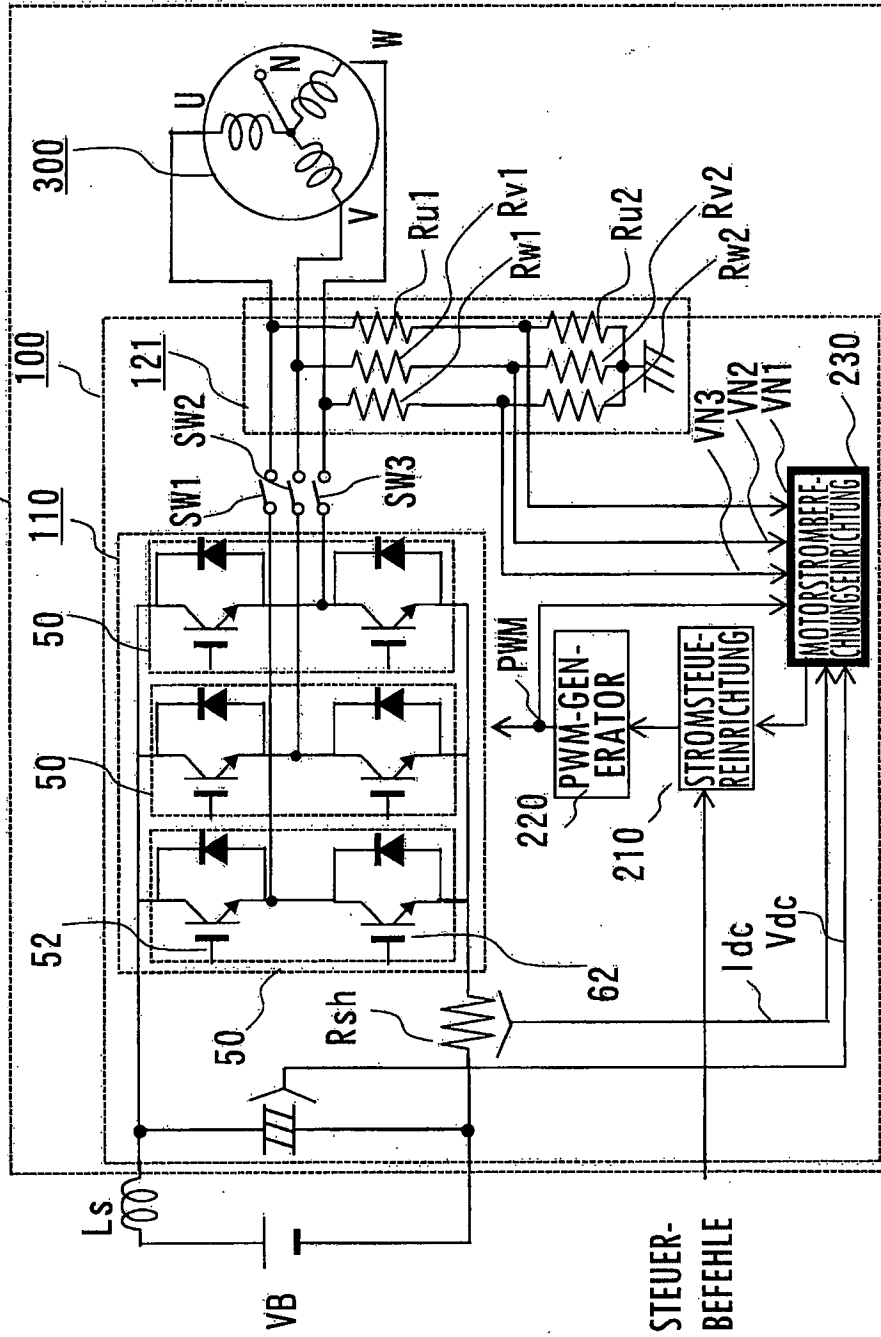 300
U
N
W
V
100
121
Ru1
Rv1
Rw1
Ru2
Rv2
Rw2
SW1
SW2
SW3
110
50
50
52
50
62
Rsh
Ls
VB
PWM
VN3
VN2
VN1
230
MOTORSTROMBERE-
CHNUNGSEINRICHTUNG
220
PWM-GEN-
ERATOR
210
STROMSTEUE-
REINRICHTUNG
Idc
Vdc
STEUER-
BEFEHLE